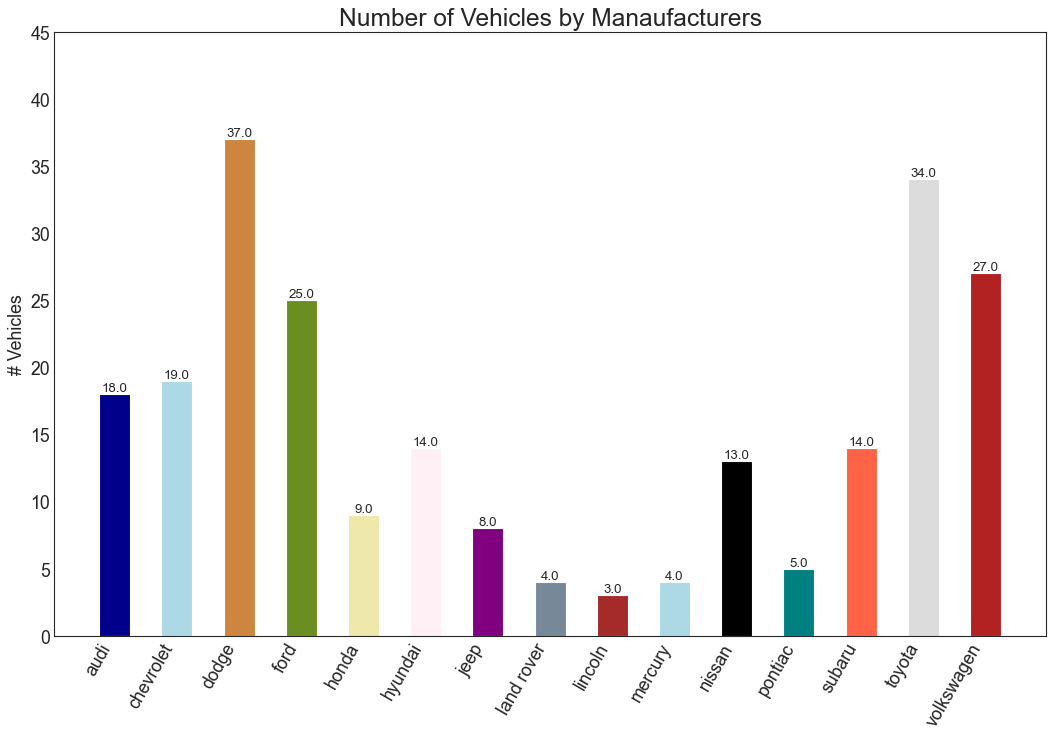 Number of Vehicles by Manaufacturers
# Vehicles
45
40
35
30
25
20
15
10
5
0
18.0
19.0
37.0
25.0
9.0
14.0
8.0
4.0
3.0
4.0
13.0
5.0
14.0
34.0
27.0
audi
chevrolet
dodge
ford
honda
hyundai
jeep
land rover
lincoln
mercury
nissan
pontiac
subaru
toyota
volkswagen